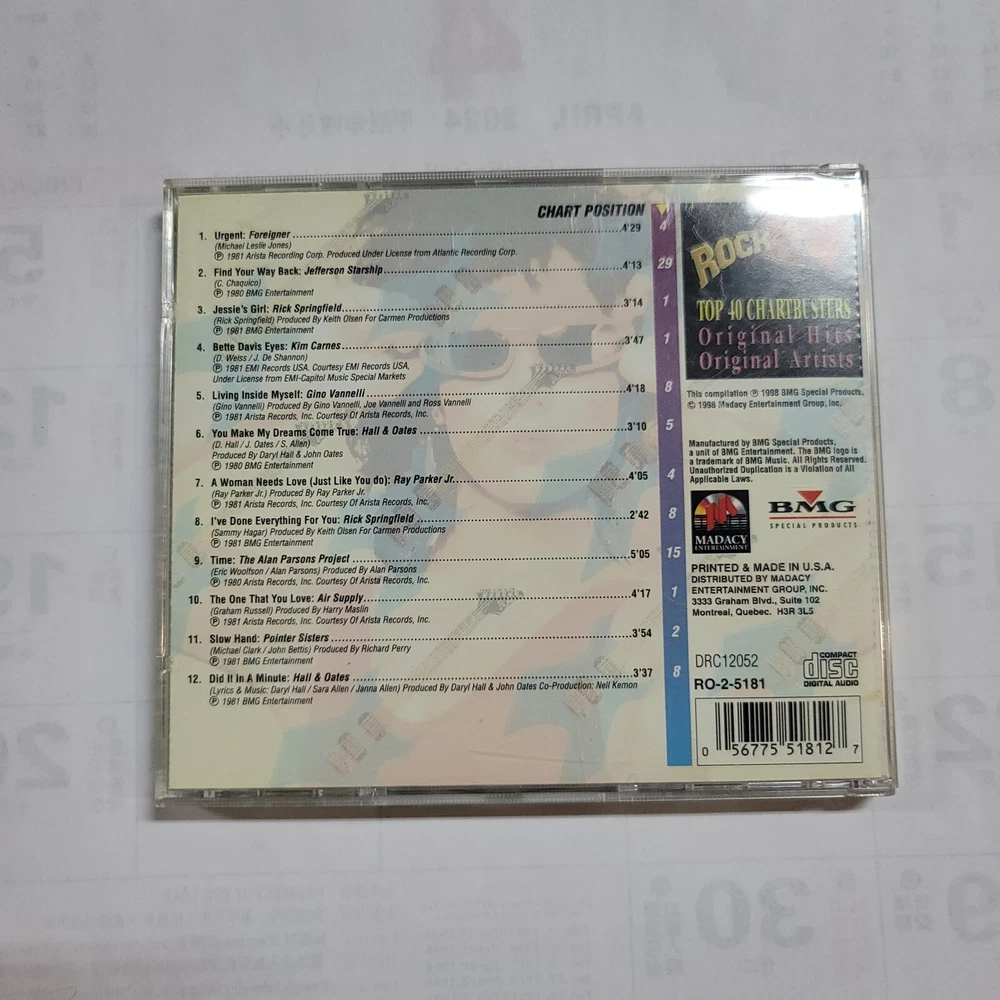 CHART POSITION
1. Urgent: Foreigner 4'29 4
(Michael Leslie Jones)
℗ 1981 Arista Recording Corp. Produced Under License from Atlantic Recording Corp.
2. Find Your Way Back: Jefferson Starship 4'13 29
(C. Chaquico)
℗ 1980 BMG Entertainment
3. Jessie's Girl: Rick Springfield 3'14 1
(Rick Springfield) Produced By Keith Olsen For Carmen Productions
℗ 1981 BMG Entertainment
4. Bette Davis Eyes: Kim Carnes 3'47 1
(D. Weiss / J. De Shannon)
℗ 1981 EMI Records USA. Courtesy EMI Records USA,
Under License from EMI-Capitol Music Special Markets
5. Living Inside Myself: Gino Vannelli 4'18 8
(Gino Vannelli) Produced By Gino Vannelli, Joe Vannelli and Ross Vannelli
℗ 1981 Arista Records, Inc. Courtesy Of Arista Records, Inc.
6. You Make My Dreams Come True: Hall & Oates 3'10 5
(D. Hall / J. Oates / S. Allen)
Produced By Daryl Hall & John Oates
℗ 1980 BMG Entertainment
7. A Woman Needs Love (Just Like You do): Ray Parker Jr. 4'05 4
(Ray Parker Jr.) Produced By Ray Parker Jr.
℗ 1981 Arista Records, Inc. Courtesy Of Arista Records, Inc.
8. I've Done Everything For You: Rick Springfield 2'42 8
(Sammy Hagar) Produced By Keith Olsen For Carmen Productions
℗ 1981 BMG Entertainment
9. Time: The Alan Parsons Project 5'05 15
(Eric Woolfson / Alan Parsons) Produced By Alan Parsons
℗ 1980 Arista Records, Inc. Courtesy Of Arista Records, Inc.
10. The One That You Love: Air Supply 4'17 1
(Graham Russell) Produced By Harry Maslin
℗ 1981 Arista Records, Inc. Courtesy Of Arista Records, Inc.
11. Slow Hand: Pointer Sisters 3'54 2
(Michael Clark / John Bettis) Produced By Richard Perry
℗ 1981 BMG Entertainment
12. Did It in A Minute: Hall & Oates 3'37 8
(Lyrics & Music: Daryl Hall / Sara Allen / Janna Allen) Produced By Daryl Hall & John Oates Co-Production: Neil Kernon
℗ 1981 BMG Entertainment
ROCK
TOP 40 CHARTBUSTERS
Original Hits
Original Artists
This compilation ℗ 1998 BMG Special Products,
© 1998 Madacy Entertainment Group, Inc.
Manufactured by BMG Special Products,
a unit of BMG Entertainment. The BMG logo is
a trademark of BMG Music. All Rights Reserved.
Unauthorized Duplication is a Violation of All
Applicable Laws.
MADACY
ENTERTAINMENT
BMG
SPECIAL PRODUCTS
PRINTED & MADE IN U.S.A.
DISTRIBUTED BY MADACY
ENTERTAINMENT GROUP, INC.
3333 Graham Blvd., Suite 102
Montreal, Quebec. H3R 3L5
DRC12052
RO-2-5181
COMPACT
disc
DIGITAL AUDIO
0 56775 51812 7
APRIL 2024